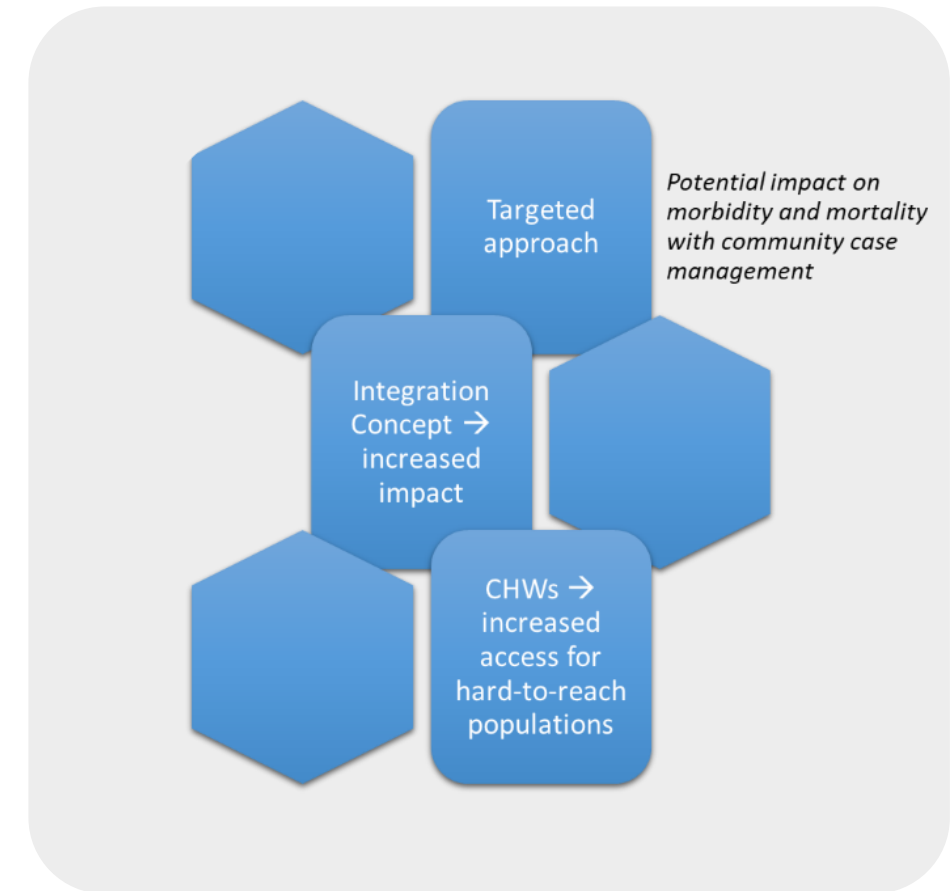 Targeted
approach
Potential impact on
morbidity and mortality
with community case
management
Integration
Concept →
increased
impact
CHWs →
increased
access for
hard-to-reach
populations